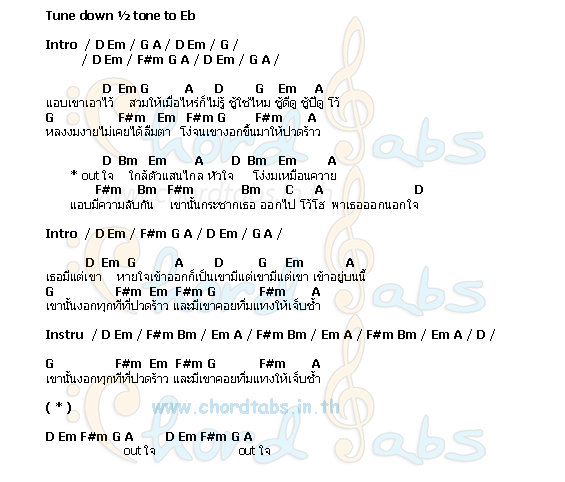 Tune down ½ tone to Eb
Intro / D Em / G A / D Em / G /
/ D Em / F#m G A / D Em / G A /
D Em G A D G Em A
แอบเขาเอาไว้ สวมให้เมื่อไหร่ก็ไม่รู้ ชู้ใช่ไหม ชู้ดีดู ชู้ปี๊ดู โว้
G F#m Em F#m G F#m A
หลงงมงายไม่เคยได้ลืมตา โง่จนเขางอกขึ้นมาให้ปวดร้าว
D Bm Em A D Bm Em A
* out ใจ ใกล้ตัวแสนไกล หัวใจ โง่งมเหมือนควาย
F#m Bm F#m Bm C A D
แอบมีความลับกัน เขานั้นกระชากเธอ ออกไป โว้โฮ พาเธอออกนอกใจ
Intro / D Em / F#m G A / D Em / G A /
D Em G A D G Em A
เธอมีแต่เขา หายใจเข้าออกก็เป็นเขามีแต่เขามีแต่เขา เข้าอยู่บนนี้
G F#m Em F#m G F#m A
เขานั้นงอกทุกทีที่ปวดร้าว และมีเขาคอยทิ่มแทงให้เจ็บช้ำ
Instru / D Em / F#m Bm / Em A / F#m Bm / Em A / F#m Bm / Em A / D /
G F#m Em F#m G F#m A
เขานั้นงอกทุกทีที่ปวดร้าว และมีเขาคอยทิ่มแทงให้เจ็บช้ำ
( * )
www.chordtabs.in.th
D Em F#m G A D Em F#m G A
out ใจ out ใจ